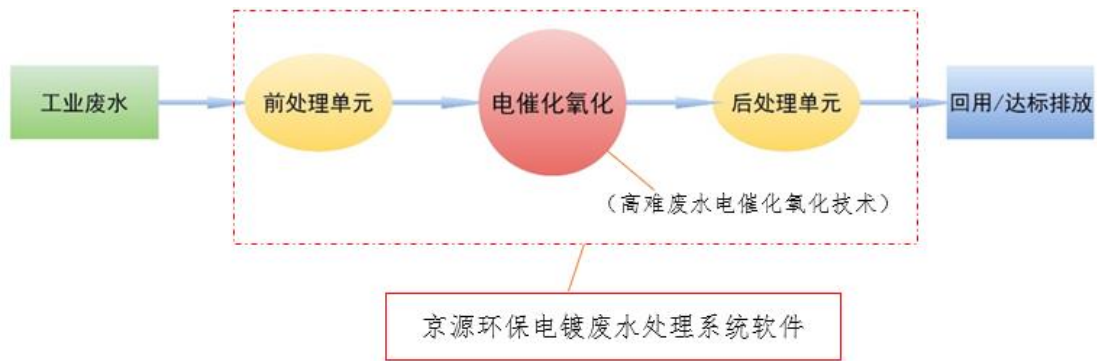 工业废水
前处理单元
电催化氧化
后处理单元
回用/达标排放
（高难废水电催化氧化技术）
京源环保电镀废水处理系统软件